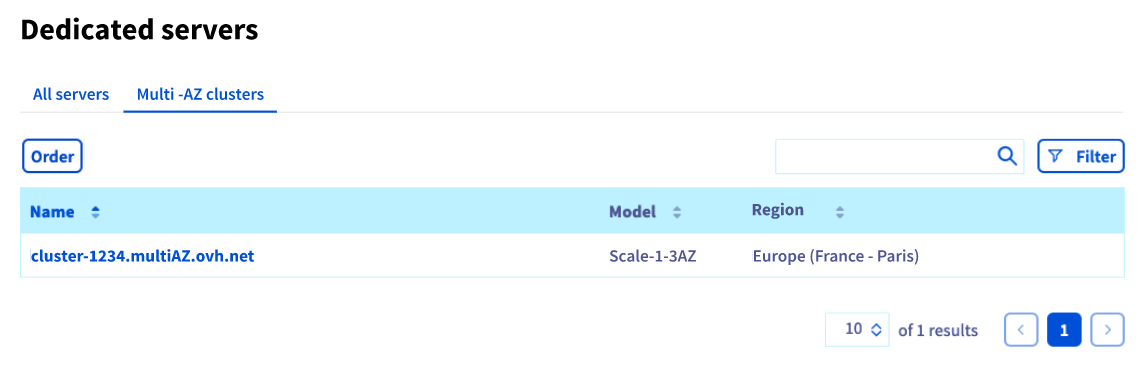 Dedicated servers
All servers Multi -AZ clusters
Order Filter
Name Model Region
cluster-1234.multiAZ.ovh.net Scale-1-3AZ Europe (France - Paris)
10 of 1 results 1